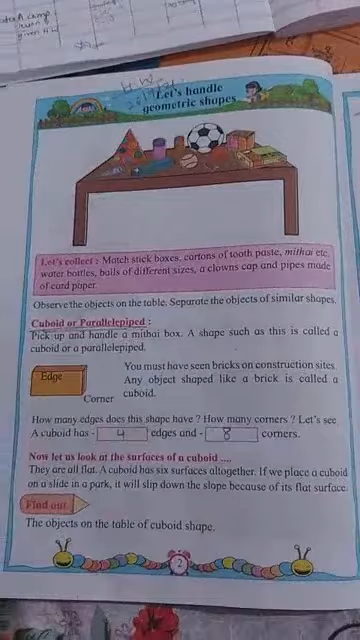 Let's handle
geometric shapes
Let's collect : Match stick boxes, cartons of tooth paste, mithai etc,
water bottles, balls of different sizes, a clowns cap and pipes made
of card paper.
Observe the objects on the table. Separate the objects of similar shapes.
Cuboid or Parallelepiped :
Pick up and handle a mithai box. A shape such as this is called a
cuboid or a parallelepiped.
Edge
Corner
You must have seen bricks on construction sites.
Any object shaped like a brick is called a
cuboid.
How many edges does this shape have ? How many corners ? Let's see
A cuboid has - 4 edges and - 8 corners.
Now let us look at the surfaces of a cuboid ....
They are all flat. A cuboid has six surfaces altogether. If we place a cuboid
on a slide in a park, it will slip down the slope because of its flat surface.
Find out
The objects on the table of cuboid shape.
2